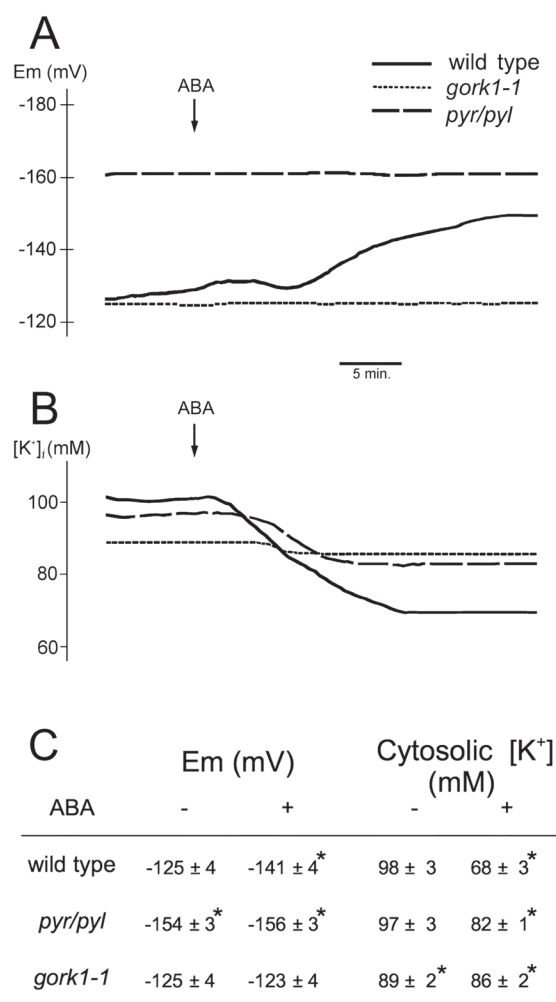 A
Em (mV)
ABA
wild type
gork1-1
pyr/pyl
-180
-160
-140
-120
5 min.
B
ABA
[K+]i (mM)
100
80
60
C
Em (mV) Cytosolic [K+] (mM)
ABA - + - +
wild type -125 ± 4 -141 ± 4* 98 ± 3 68 ± 3*
pyr/pyl -154 ± 3* -156 ± 3* 97 ± 3 82 ± 1*
gork1-1 -125 ± 4 -123 ± 4 89 ± 2* 86 ± 2*